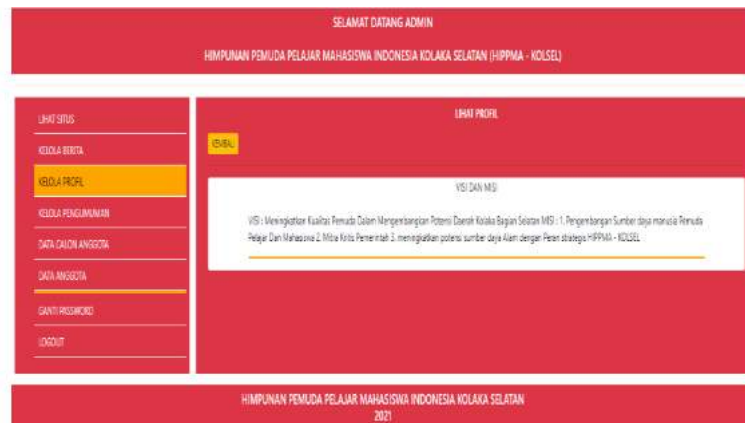 SELAMAT DATANG ADMIN
HIMPUNAN PEMUDA PELAJAR MAHASISWA INDONESIA KOLAKA SELATAN (HIPPMA - KOLSEL)
LIHAT SITUS
KELOLA BERITA
KELOLA PROFIL
KELOLA PENGUMUMAN
DATA CALON ANGGOTA
DATA ANGGOTA
GANTI PASSWORD
LOGOUT
LIHAT PROFIL
KEMBALI
VISI DAN MISI
VISI : Meningkatkan Kualitas Pemuda Dalam Mengembangkan Potensi Daerah Kolaka Bagian Selatan MISI : 1. Pengembangan Sumber daya manusia Pemuda
Pelajar Dan Mahasiswa 2. Mitra Kritis Pemerintah 3. meningkatkan potensi sumber daya Alam dengan Peran strategis HIPPMA - KOLSEL
HIMPUNAN PEMUDA PELAJAR MAHASISWA INDONESIA KOLAKA SELATAN
2021